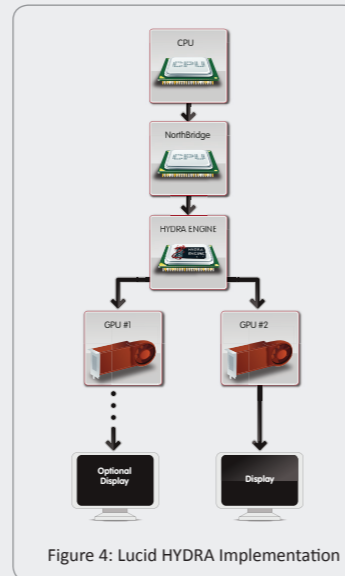 CPU
CPU
NorthBridge
CPU
HYDRA ENGINE
GPU #1
GPU #2
Optional
Display
Display
Figure 4: Lucid HYDRA Implementation